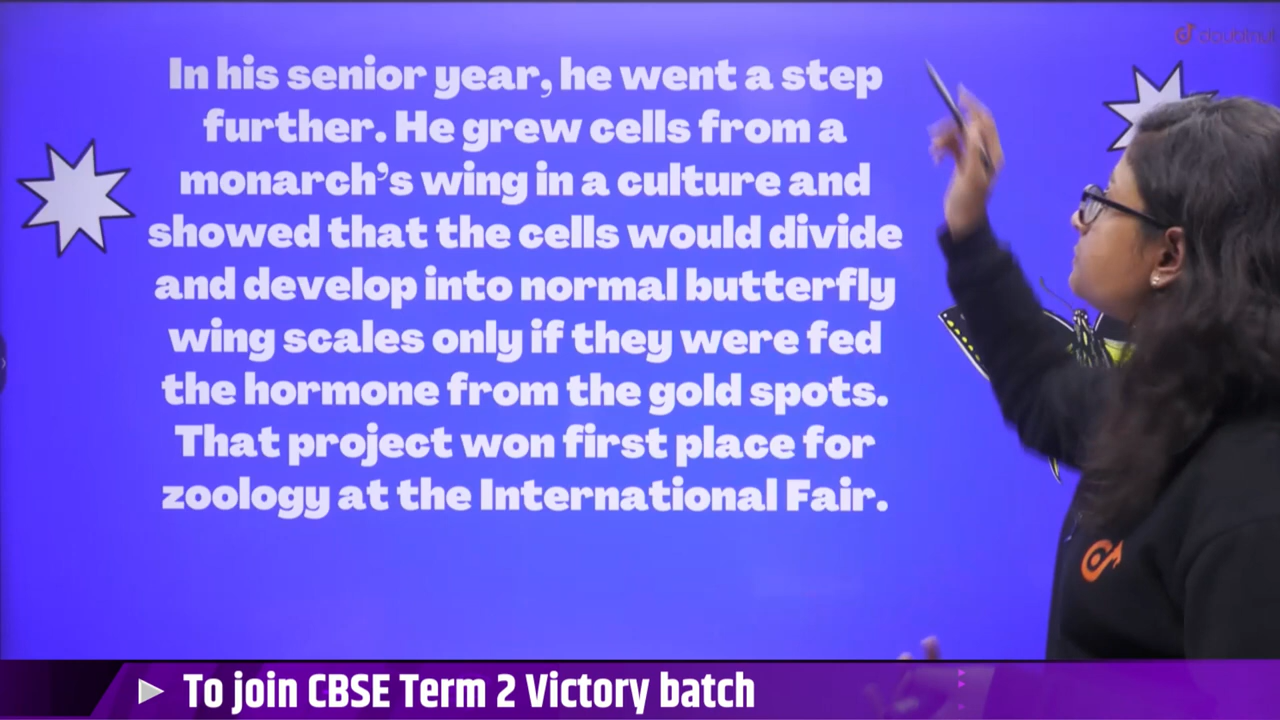 doubtnut
In his senior year, he went a step
further. He grew cells from a
monarch's wing in a culture and
showed that the cells would divide
and develop into normal butterfly
wing scales only if they were fed
the hormone from the gold spots.
That project won first place for
zoology at the International Fair.
To join CBSE Term 2 Victory batch